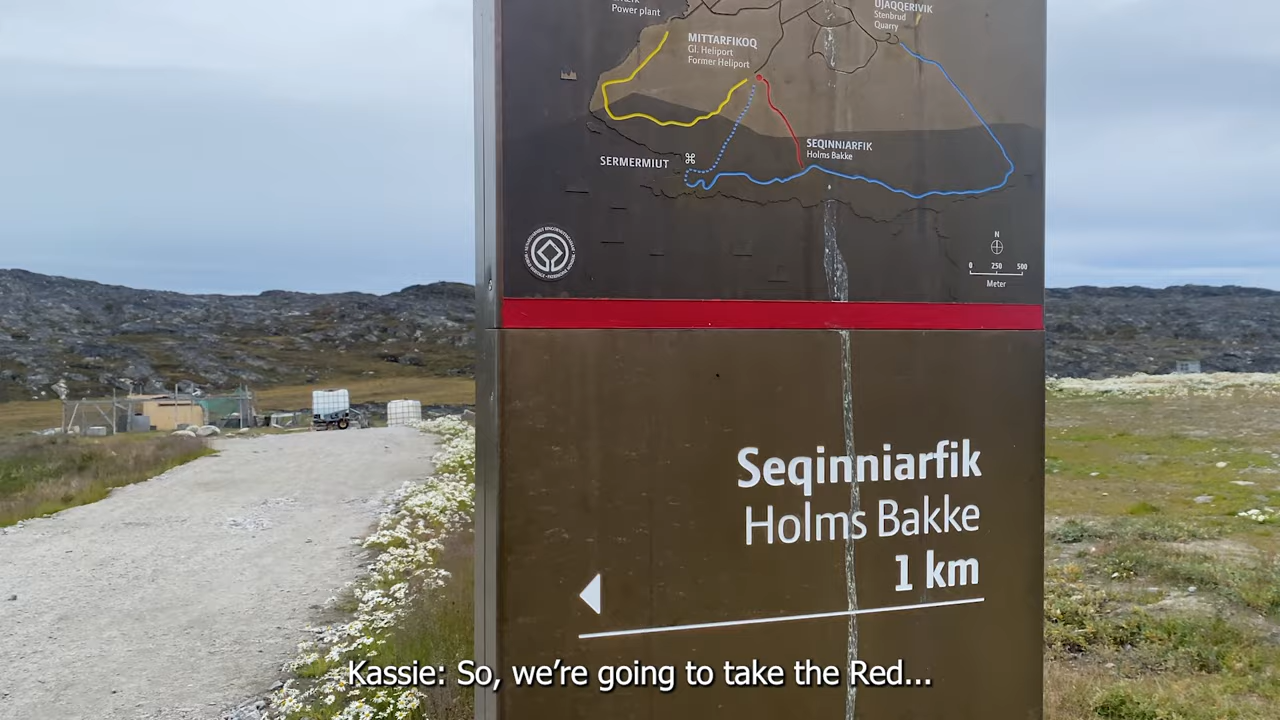 Power plant
UJAQQERIVIK
Stenbrud
Quarry
MITTARFIKOQ
Gl. Heliport
Former Heliport
SEQINNIARFIK
Holms Bakke
SERMERMIUT
N
0 250 500
Meter
Seqinniarfik
Holms Bakke
1 km
Kassie: So, we're going to take the Red...